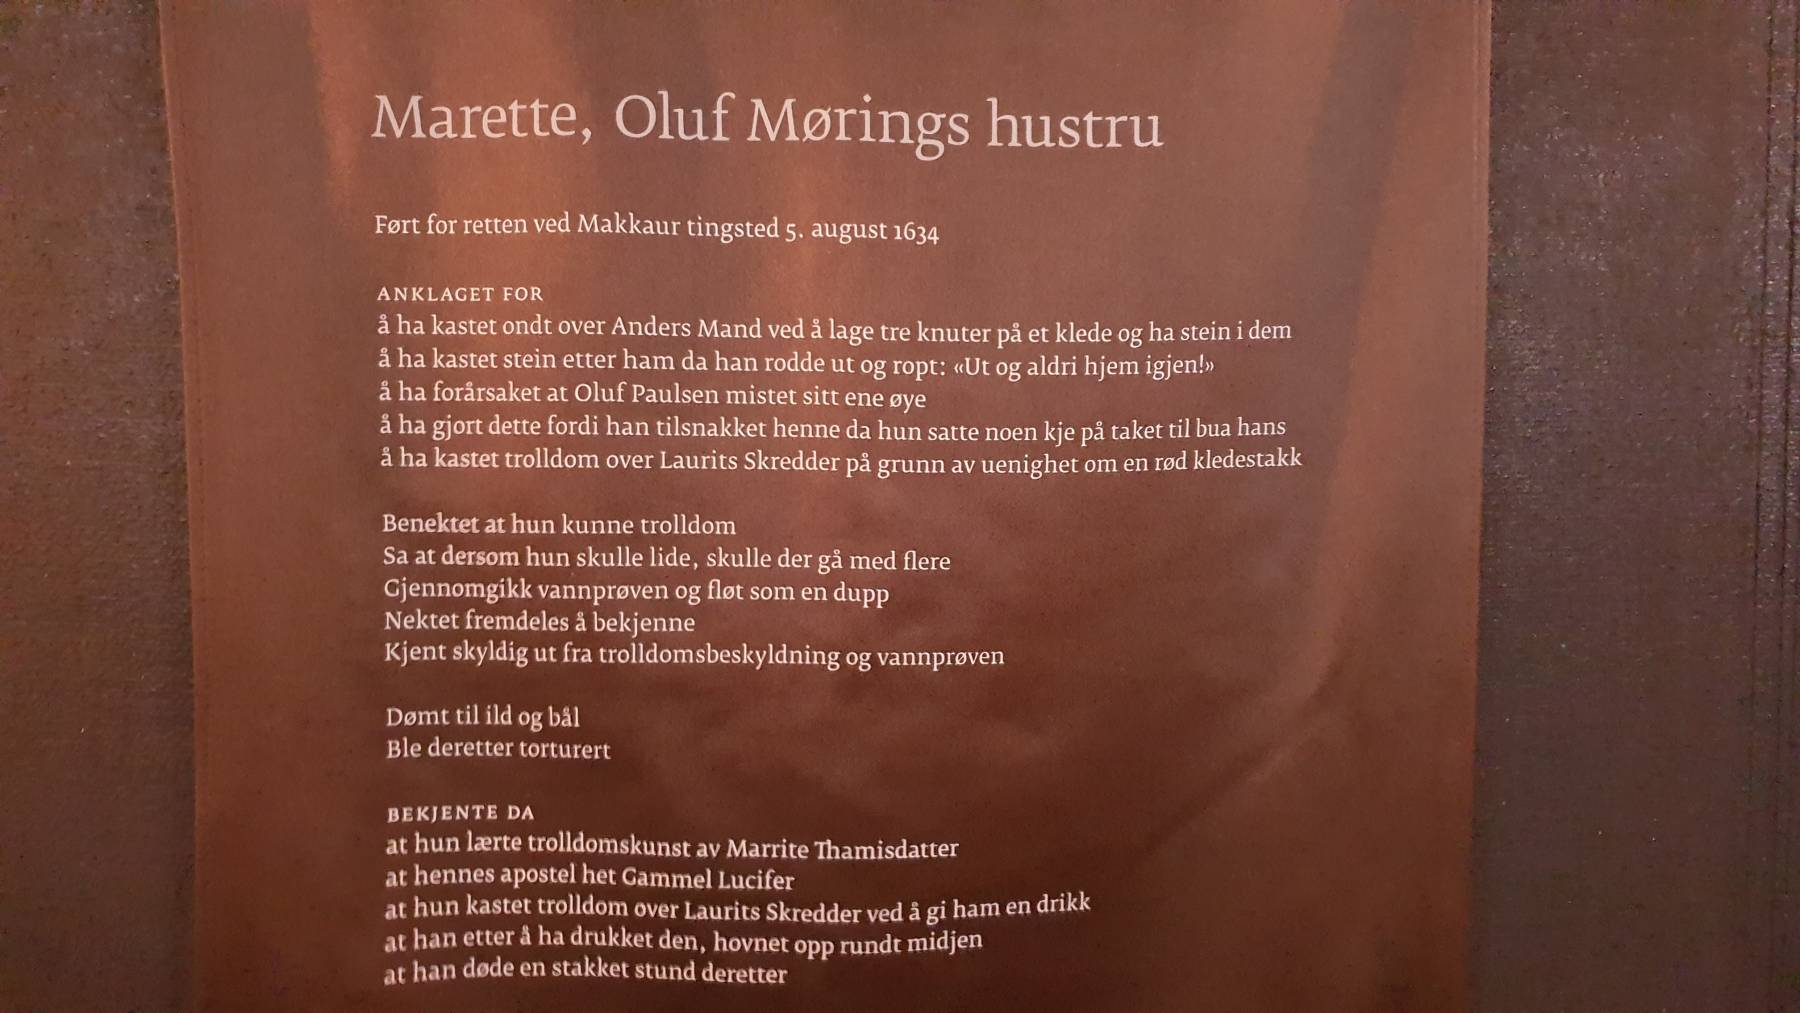 Marette, Oluf Mørings hustru
Ført for retten ved Makkaur tingsted 5. august 1634
ANKLAGET FOR
å ha kastet ondt over Anders Mand ved å lage tre knuter på et klede og ha stein i dem
å ha kastet stein etter ham da han rodde ut og ropt: «Ut og aldri hjem igjen!»
å ha forårsaket at Oluf Paulsen mistet sitt ene øye
å ha gjort dette fordi han tilsnakket henne da hun satte noen kje på taket til bua hans
å ha kastet trolldom over Laurits Skredder på grunn av uenighet om en rød kledestakk
Benektet at hun kunne trolldom
Sa at dersom hun skulle lide, skulle der gå med flere
Gjennomgikk vannprøven og fløt som en dupp
Nektet fremdeles å bekjenne
Kjent skyldig ut fra trolldomsbeskyldning og vannprøven
Dømt til ild og bål
Ble deretter torturert
BEKJENTE DA
at hun lærte trolldomskunst av Marrite Thamisdatter
at hennes apostel het Gammel Lucifer
at hun kastet trolldom over Laurits Skredder ved å gi ham en drikk
at han etter å ha drukket den, hovnet opp rundt midjen
at han døde en stakket stund deretter